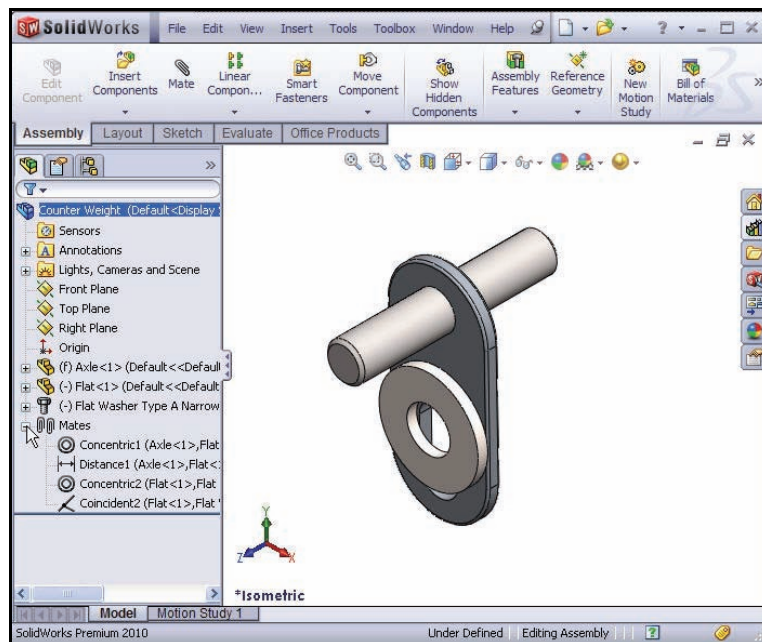 SolidWorks File Edit View Insert Tools Toolbox Window Help
Edit Component
Insert Components
Mate
Linear Compon...
Smart Fasteners
Move Component
Show Hidden Components
Assembly Features
Reference Geometry
New Motion Study
Bill of Materials
Assembly Layout Sketch Evaluate Office Products
Counter Weight (Default<Display
Sensors
Annotations
Lights, Cameras and Scene
Front Plane
Top Plane
Right Plane
Origin
(f) Axle<1> (Default<<Defaul
(-) Flat<1> (Default<<Default
(-) Flat Washer Type A Narrow
Mates
Concentric1 (Axle<1>,Flat
Distance1 (Axle<1>,Flat<
Concentric2 (Flat<1>,Flat
Coincident2 (Flat<1>,Flat
Y
Z X
*Isometric
Model Motion Study 1
SolidWorks Premium 2010 Under Defined Editing Assembly